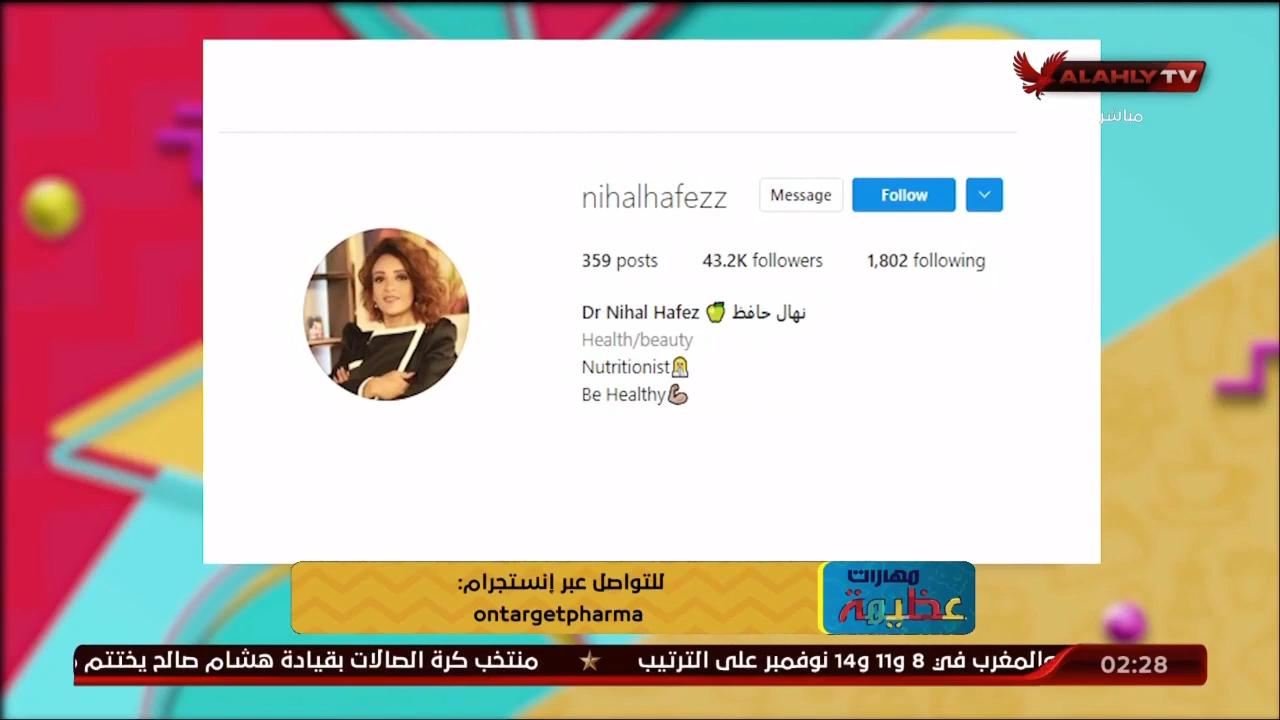 ALAHLY TV
مباشر
nihalhafezz
Message
Follow
359 posts
43.2K followers
1,802 following
Dr Nihal Hafez 🍏 نهال حافظ
Health/beauty
Nutritionist👩‍⚕️
Be Healthy💪🏼
للتواصل عبر إنستجرام:
ontargetpharma
مهارات
عظيمة
والمغرب في 8 و11 و14 نوفمبر على الترتيب ★ منتخب كرة الصالات بقيادة هشام صالح يختتم
02:28